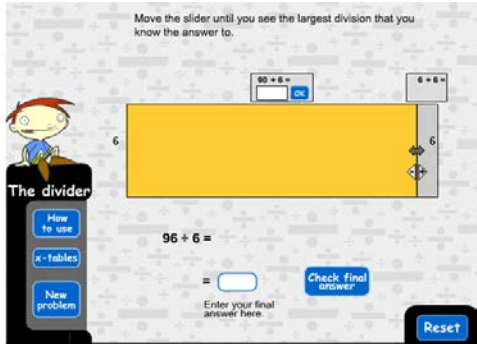 Move the slider until you see the largest division that you
know the answer to.
90 ÷ 6 =
OK
6 ÷ 6 =
6
6
The divider
How
to use
x-tables
New
problem
96 ÷ 6 =
=
Check final
answer
Enter your final
answer here.
Reset